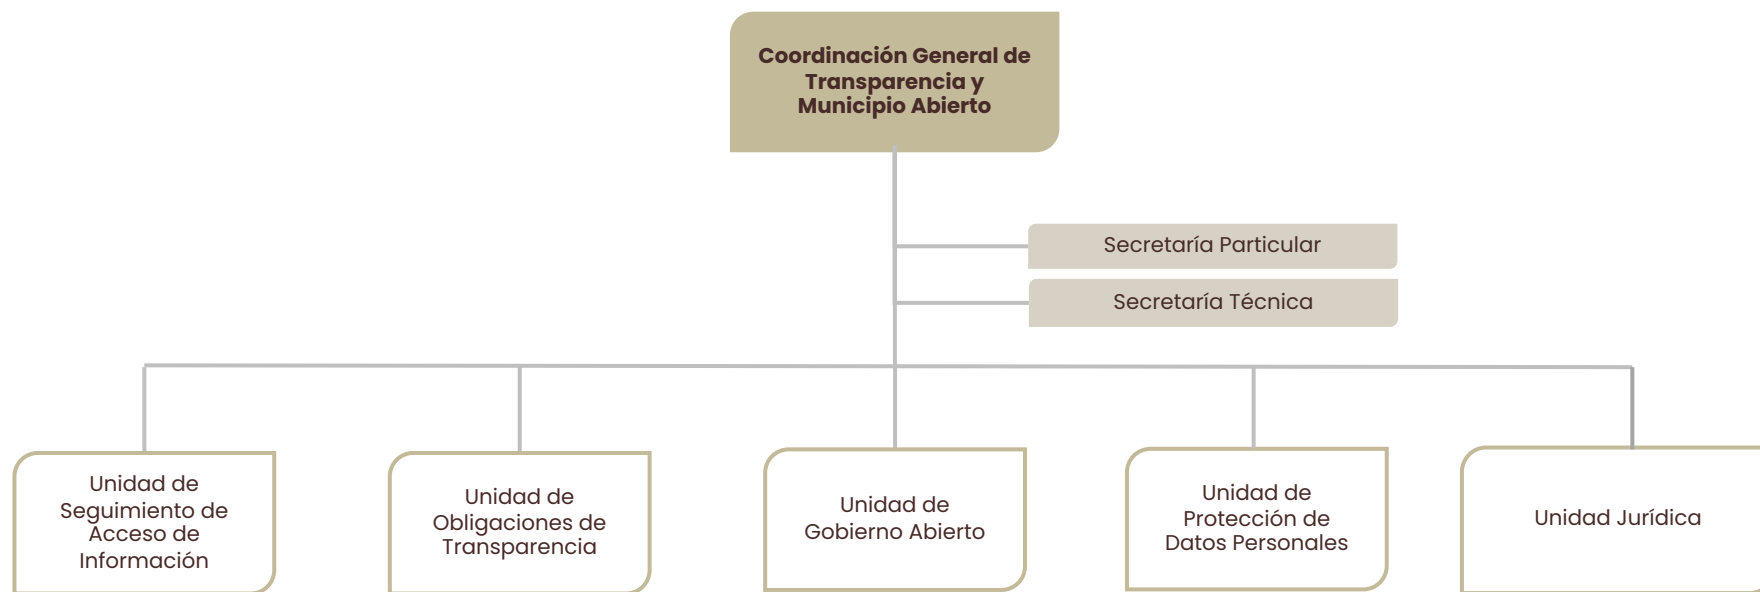 Coordinación General de
Transparencia y
Municipio Abierto
Secretaría Particular
Secretaría Técnica
Unidad de
Seguimiento de
Acceso de
Información
Unidad de
Obligaciones de
Transparencia
Unidad de
Gobierno Abierto
Unidad de
Protección de
Datos Personales
Unidad Jurídica